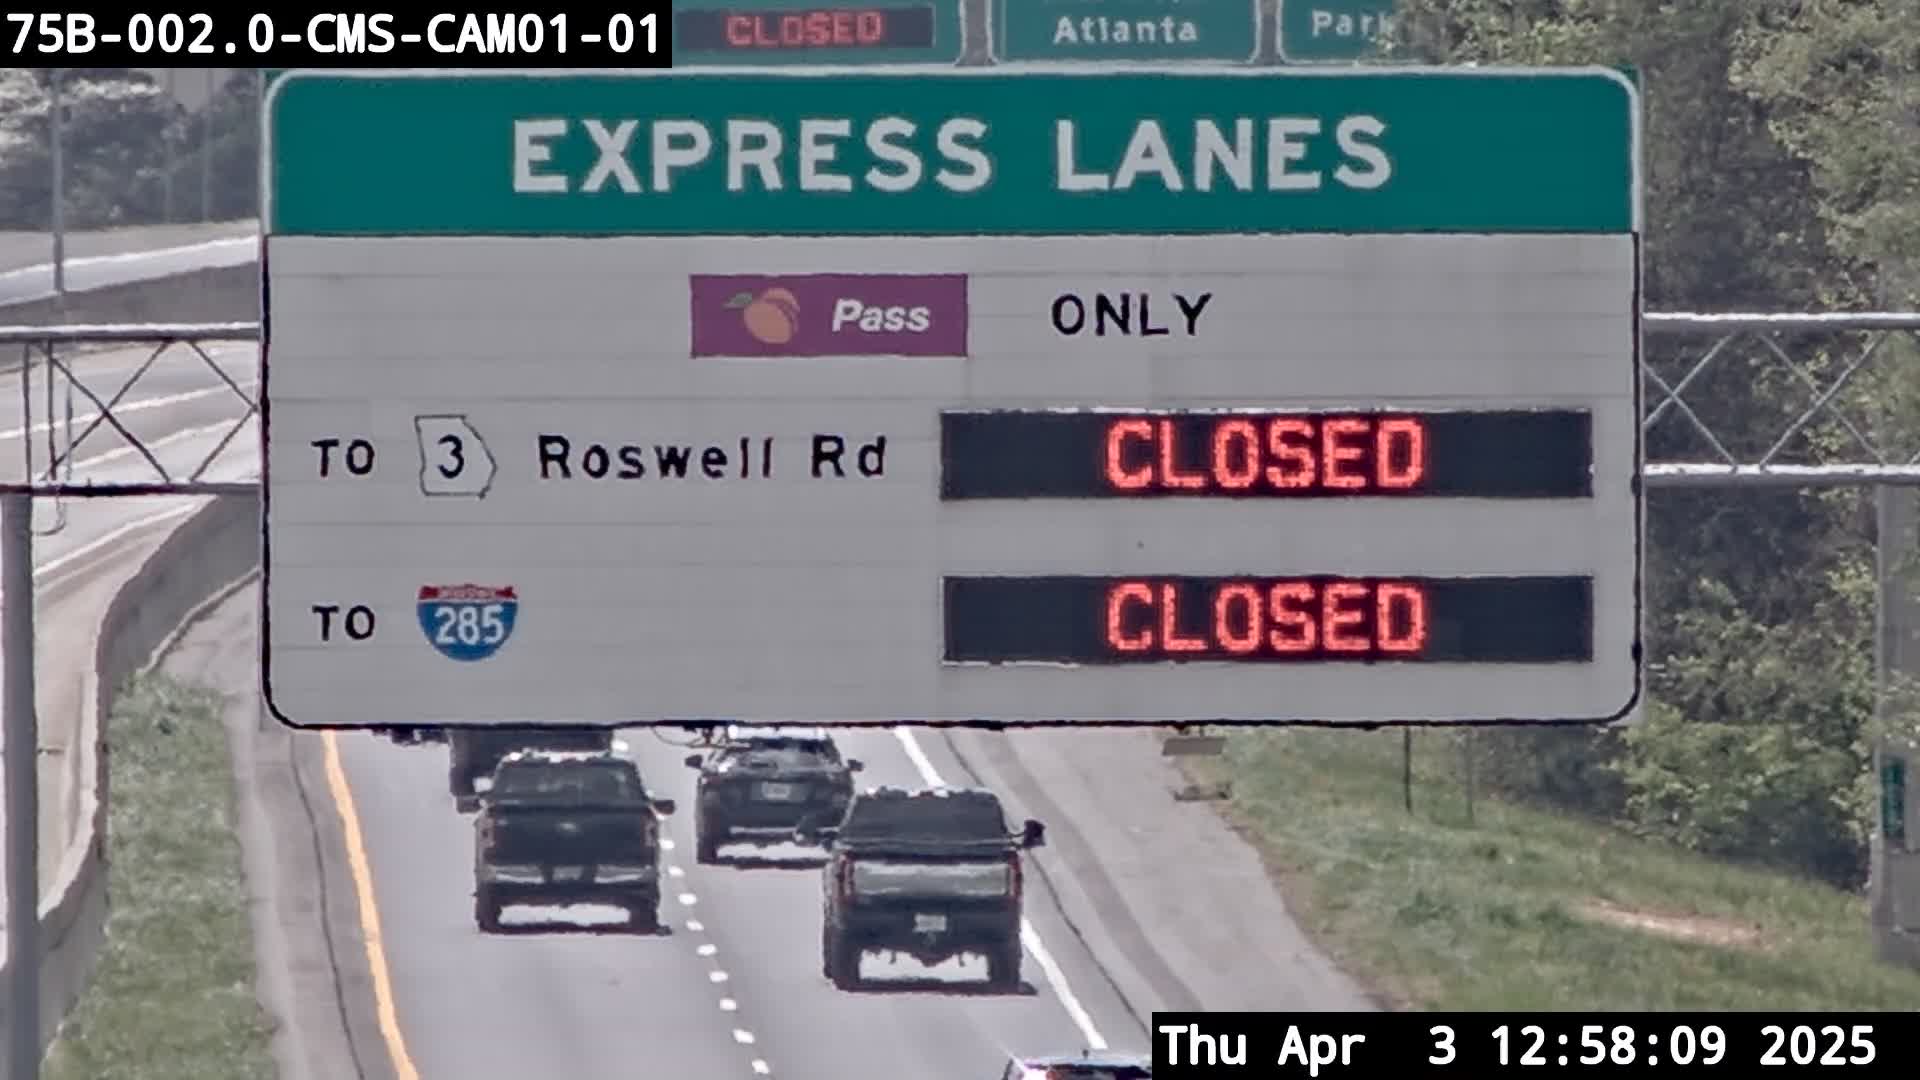 75B-002.0-CMS-CAM01-01
CLOSED
Atlanta
Park
EXPRESS LANES
Pass ONLY
TO 3 Roswell Rd CLOSED
TO 285 CLOSED
Thu Apr 3 12:58:09 2025